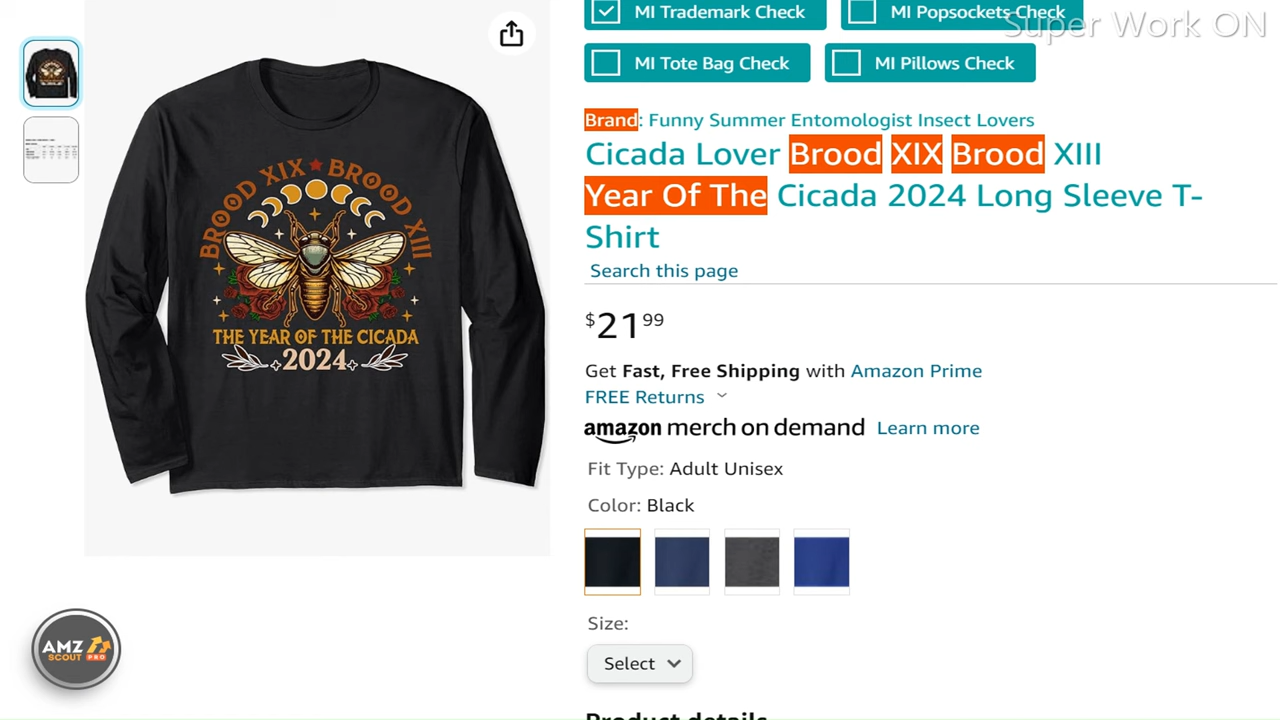 MI Trademark Check
MI Popsockets Check
Super Work ON
MI Tote Bag Check
MI Pillows Check
Brand: Funny Summer Entomologist Insect Lovers
Cicada Lover Brood XIX Brood XIII
Year Of The Cicada 2024 Long Sleeve T-
Shirt
Search this page
$21.99
Get Fast, Free Shipping with Amazon Prime
FREE Returns
amazon merch on demand Learn more
Fit Type: Adult Unisex
Color: Black
Size:
Select
Product details
BROOD XIX ★ BROOD XIII
THE YEAR OF THE CICADA
2024
AMZ
SCOUT PRO